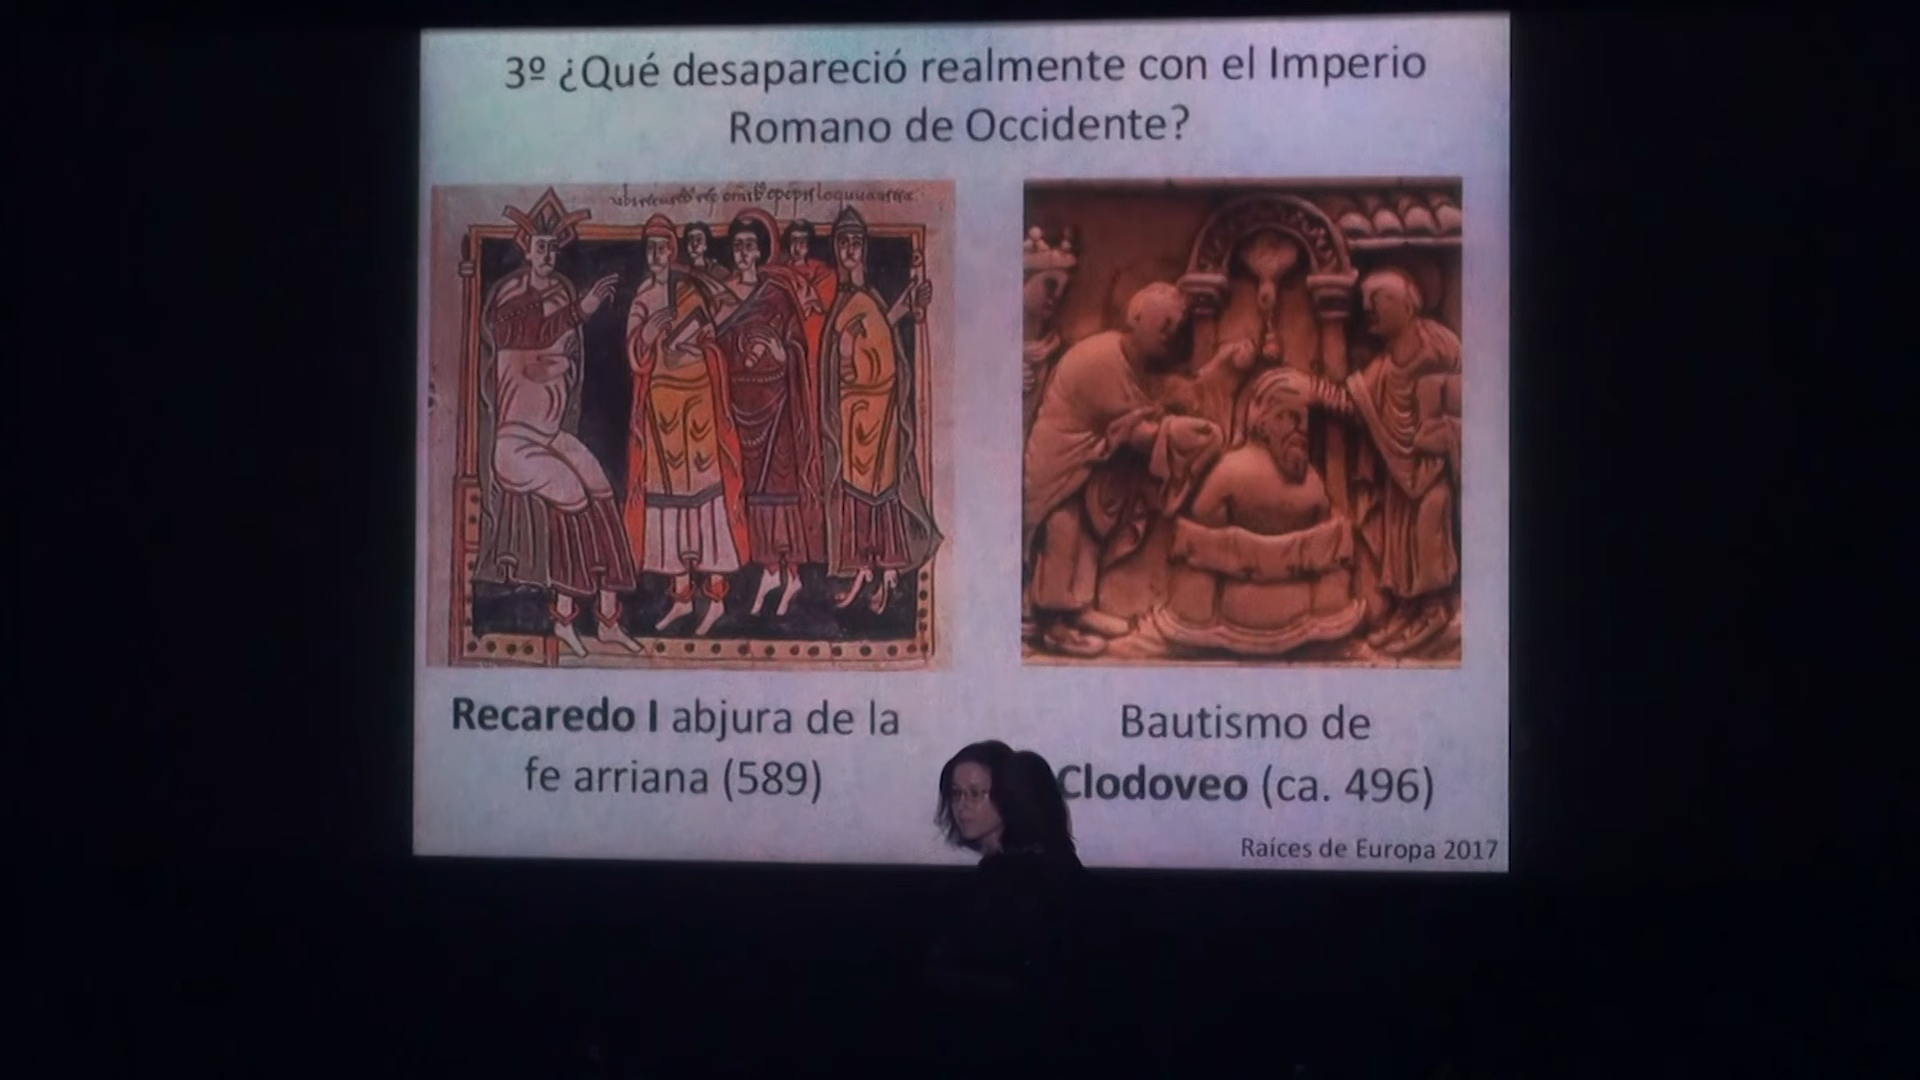 3º ¿Qué desapareció realmente con el Imperio
Romano de Occidente?
Recaredo I abjura de la
fe arriana (589)
Bautismo de
Clodoveo (ca. 496)
Raíces de Europa 2017